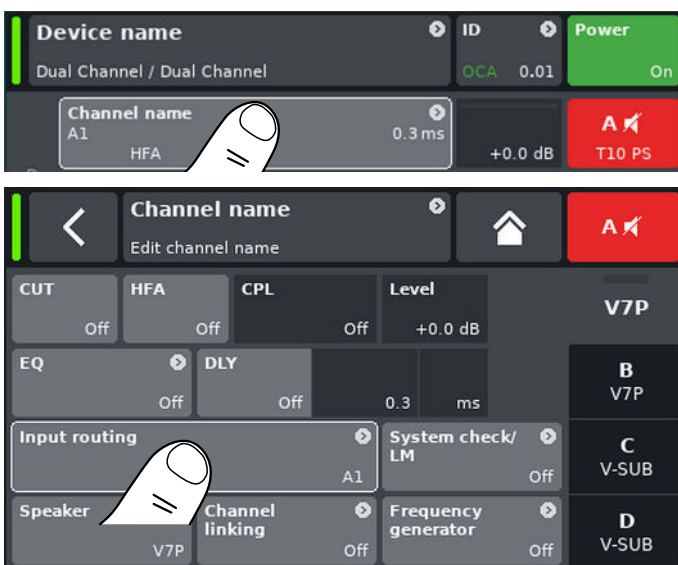 Device name
ID
Power
Dual Channel / Dual Channel
OCA 0.01
On
Channel name
A1
0.3 ms
HFA
+0.0 dB
A
T10 PS
Channel name
Edit channel name
A
CUT
Off
HFA
Off
CPL
Off
Level
+0.0 dB
V7P
EQ
Off
DLY
Off
0.3
ms
B
V7P
Input routing
A1
System check/
LM
Off
C
V-SUB
Speaker
V7P
Channel
linking
Off
Frequency
generator
Off
D
V-SUB